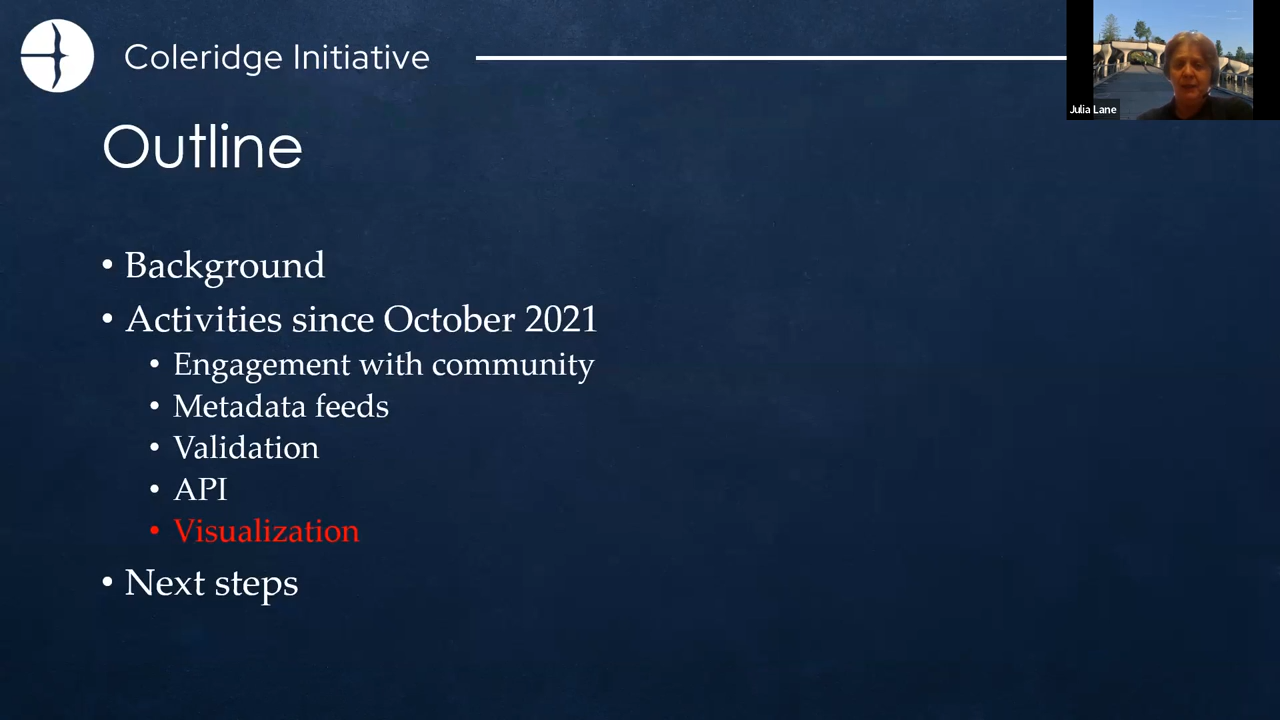 Coleridge Initiative
Julia Lane
Outline
• Background
• Activities since October 2021
• Engagement with community
• Metadata feeds
• Validation
• API
• Visualization
• Next steps